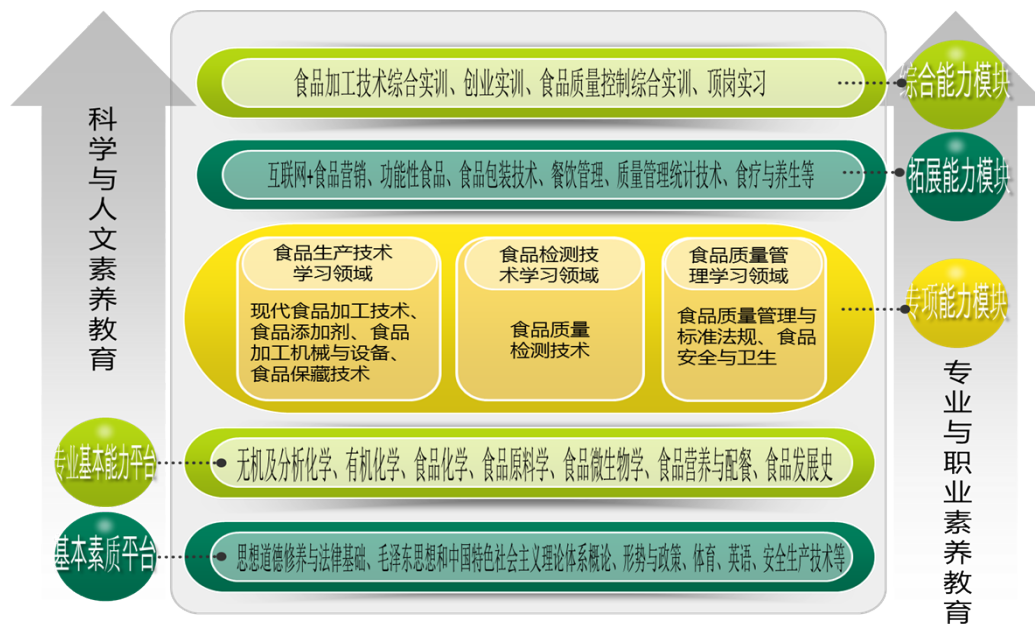 科学与人文素养教育
食品加工技术综合实训、创业实训、食品质量控制综合实训、顶岗实习
综合能力模块
互联网+食品营销、功能性食品、食品包装技术、餐饮管理、质量管理统计技术、食疗与养生等
拓展能力模块
食品生产技术
学习领域
现代食品加工技术、
食品添加剂、食品
加工机械与设备、
食品保藏技术
食品检测技
术学习领域
食品质量
检测技术
食品质量管
理学习领域
食品质量管理与
标准法规、食品
安全与卫生
专项能力模块
专业与职业素养教育
专业基本能力平台
无机及分析化学、有机化学、食品化学、食品原料学、食品微生物学、食品营养与配餐、食品发展史
基本素质平台
思想道德修养与法律基础、毛泽东思想和中国特色社会主义理论体系概论、形势与政策、体育、英语、安全生产技术等